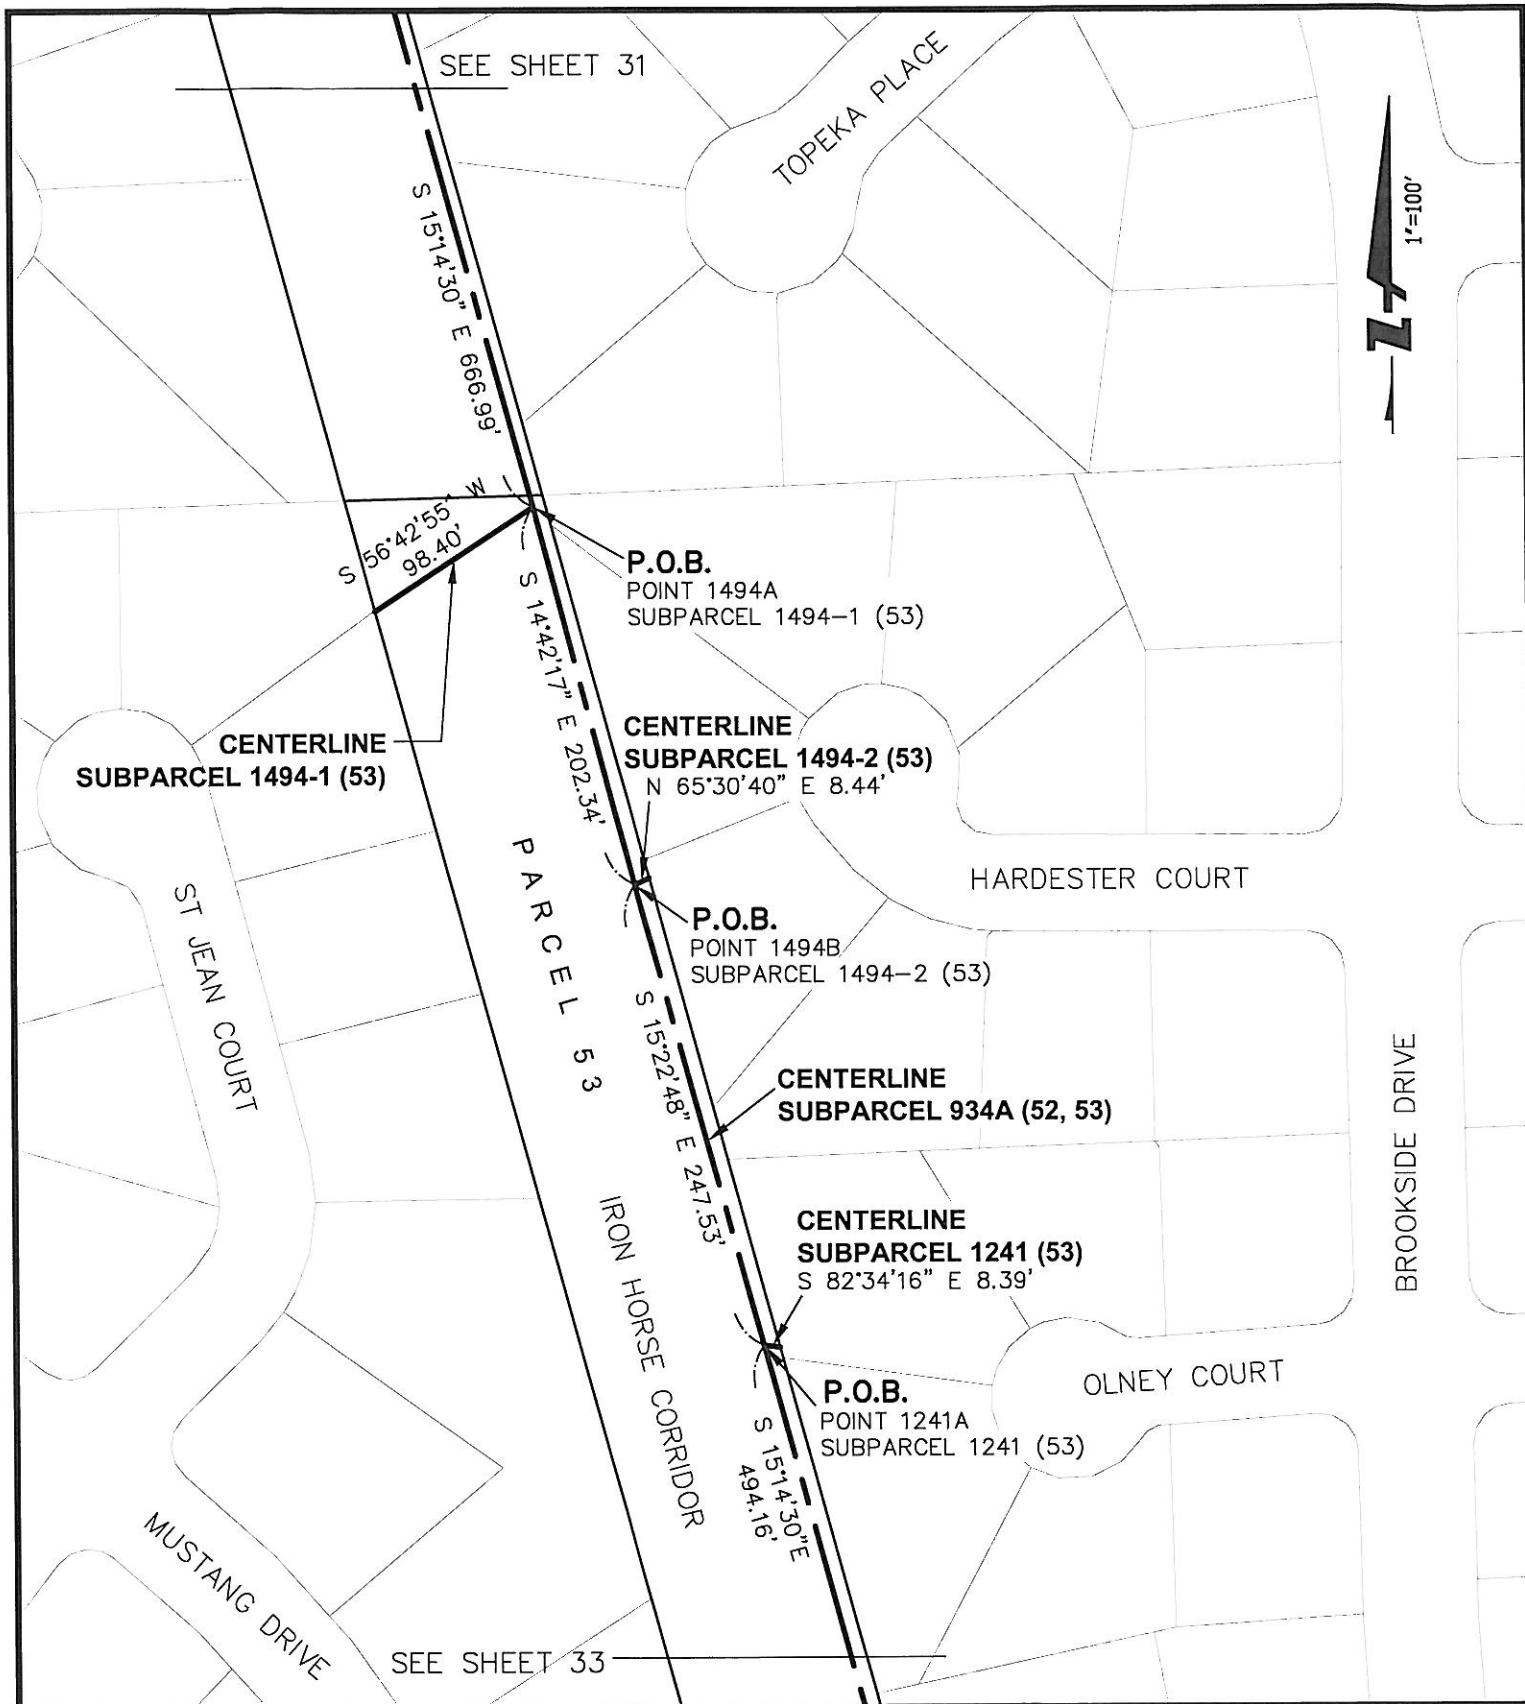 SEE SHEET 31
TOPEKA PLACE
1"=100'
N
S 15°14'30" E 666.99'
S 56°42'55" W
98.40'
P.O.B.
POINT 1494A
SUBPARCEL 1494-1 (53)
S 14°42'17" E 202.34'
CENTERLINE
SUBPARCEL 1494-1 (53)
CENTERLINE
SUBPARCEL 1494-2 (53)
N 65°30'40" E 8.44'
HARDESTER COURT
ST JEAN COURT
PARCEL 53
P.O.B.
POINT 1494B
SUBPARCEL 1494-2 (53)
S 15°22'48" E 247.53'
CENTERLINE
SUBPARCEL 934A (52, 53)
BROOKSIDE DRIVE
IRON HORSE CORRIDOR
CENTERLINE
SUBPARCEL 1241 (53)
S 82°34'16" E 8.39'
OLNEY COURT
P.O.B.
POINT 1241A
SUBPARCEL 1241 (53)
S 15°14'30"E
494.16'
MUSTANG DRIVE
SEE SHEET 33